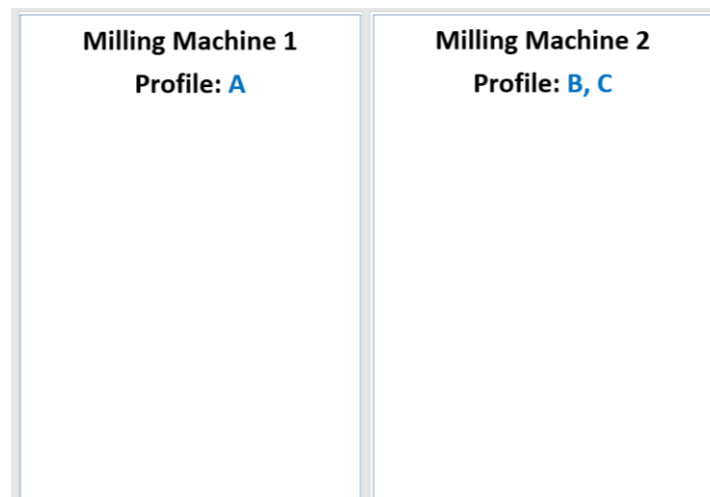 Milling Machine 1
Profile: A
Milling Machine 2
Profile: B, C